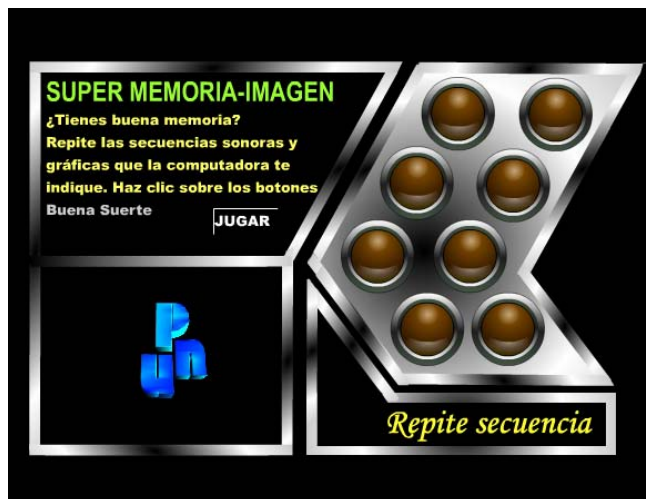 SUPER MEMORIA-IMAGEN
¿Tienes buena memoria?
Repite las secuencias sonoras y
gráficas que la computadora te
indique. Haz clic sobre los botones
Buena Suerte
JUGAR
P
un
Repite secuencia